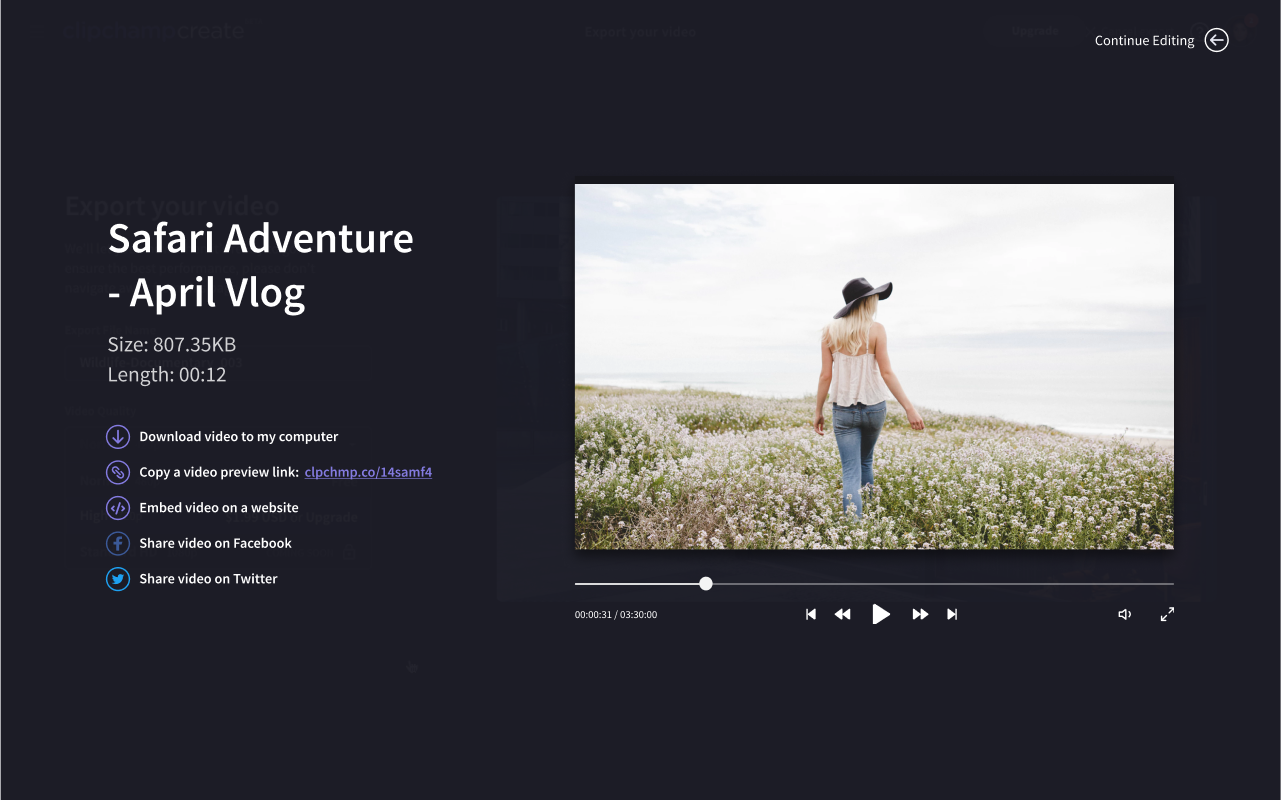 clipchamp create
Export your video
Upgrade
Continue Editing
Export your video
Safari Adventure
- April Vlog
Size: 807.35KB
Length: 00:12
Download video to my computer
Copy a video preview link: clpchmp.co/14samf4
Embed video on a website
Upgrade
Share video on Facebook
Share video on Twitter
00:00:31 / 03:30:00